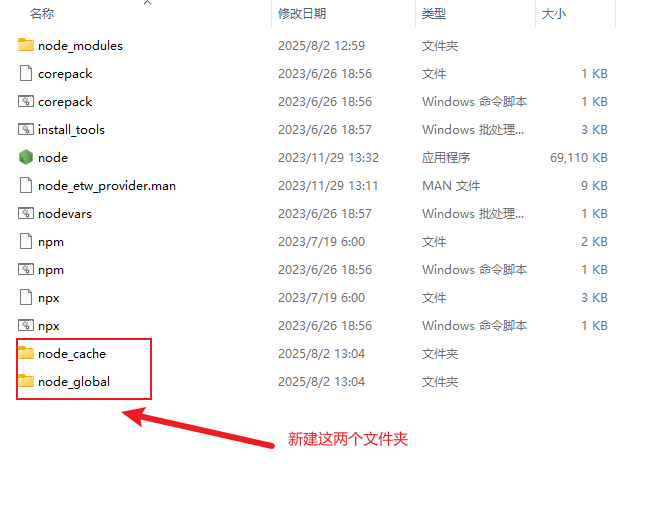 名称 修改日期 类型 大小
node_modules 2025/8/2 12:59 文件夹
corepack 2023/6/26 18:56 文件 1 KB
corepack 2023/6/26 18:56 Windows 命令脚本 1 KB
install_tools 2023/6/26 18:57 Windows 批处理... 3 KB
node 2023/11/29 13:32 应用程序 69,110 KB
node_etw_provider.man 2023/11/29 13:11 MAN 文件 9 KB
nodevars 2023/6/26 18:57 Windows 批处理... 1 KB
npm 2023/7/19 6:00 文件 2 KB
npm 2023/6/26 18:56 Windows 命令脚本 1 KB
npx 2023/7/19 6:00 文件 3 KB
npx 2023/6/26 18:56 Windows 命令脚本 1 KB
node_cache 2025/8/2 13:04 文件夹
node_global 2025/8/2 13:04 文件夹
新建这两个文件夹